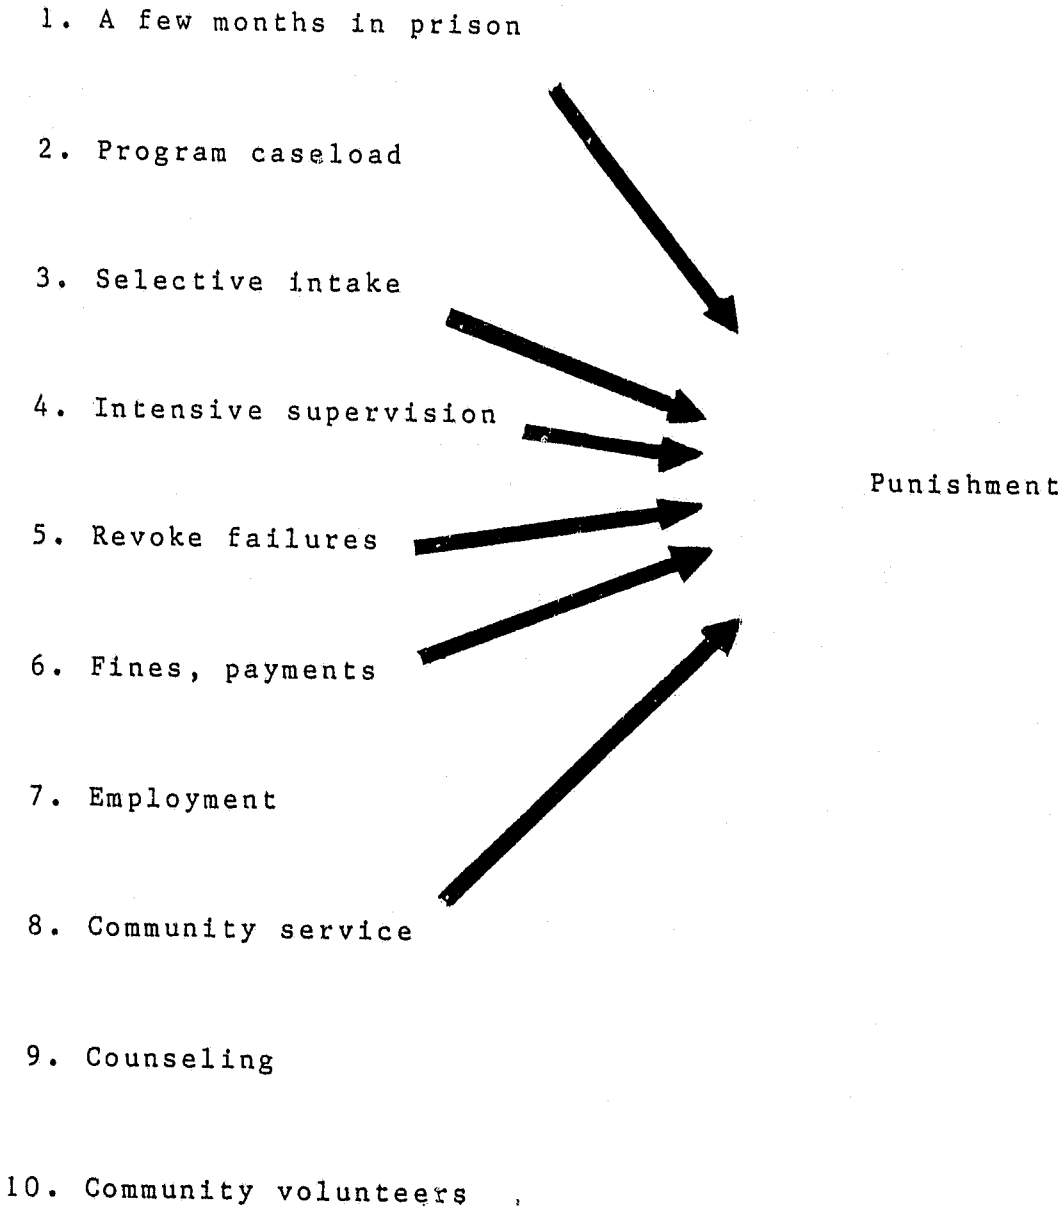 1. A few months in prison
2. Program caseload
3. Selective intake
4. Intensive supervision
Punishment
5. Revoke failures
6. Fines, payments
7. Employment
8. Community service
9. Counseling
10. Community volunteers